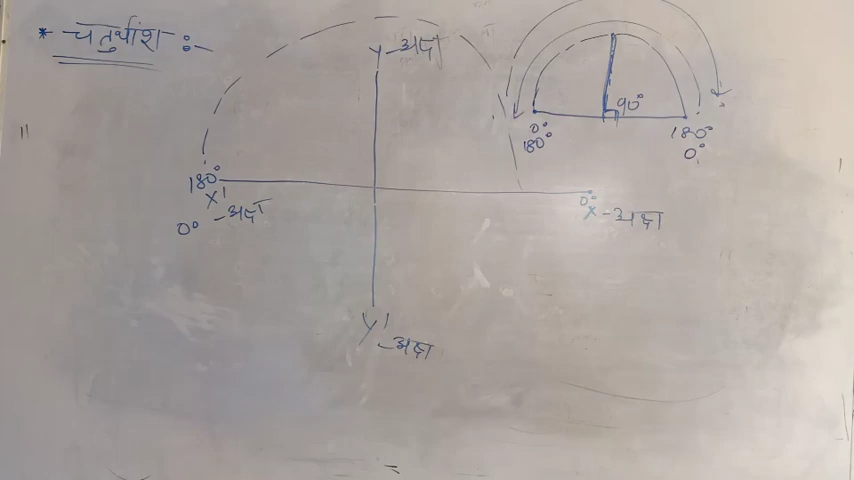 * चतुर्थांश :-
Y - अक्ष
90°
0°
180°
180°
0°
180°
X'
- अक्ष
0°
0°
X - अक्ष
Y'
- अक्ष